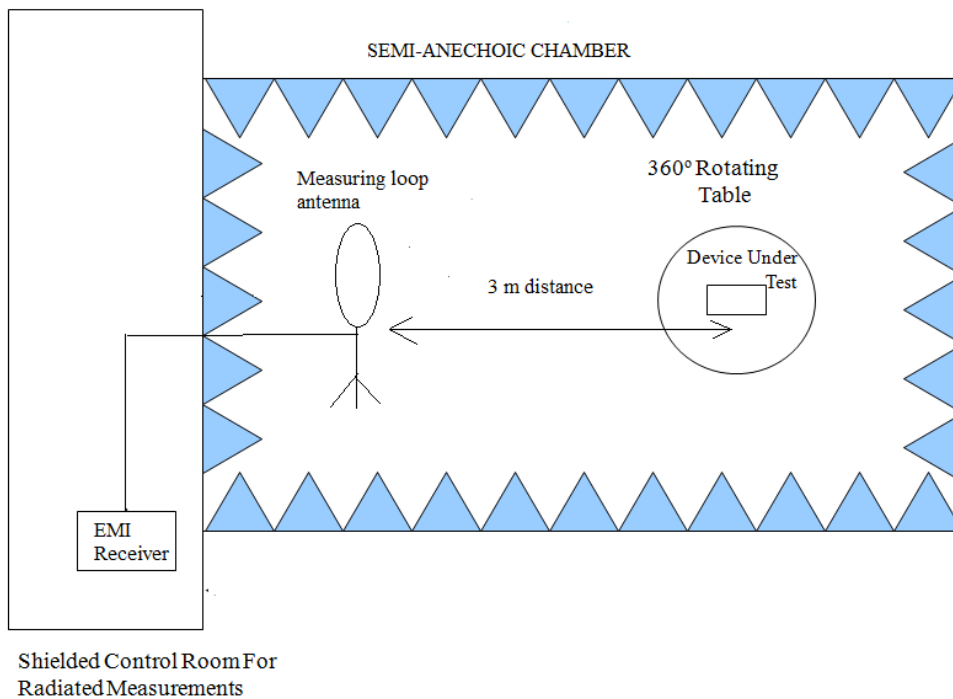 SEMI-ANECHOIC CHAMBER
Measuring loop
antenna
360º Rotating
Table
Device Under
Test
3 m distance
EMI
Receiver
Shielded Control Room For
Radiated Measurements